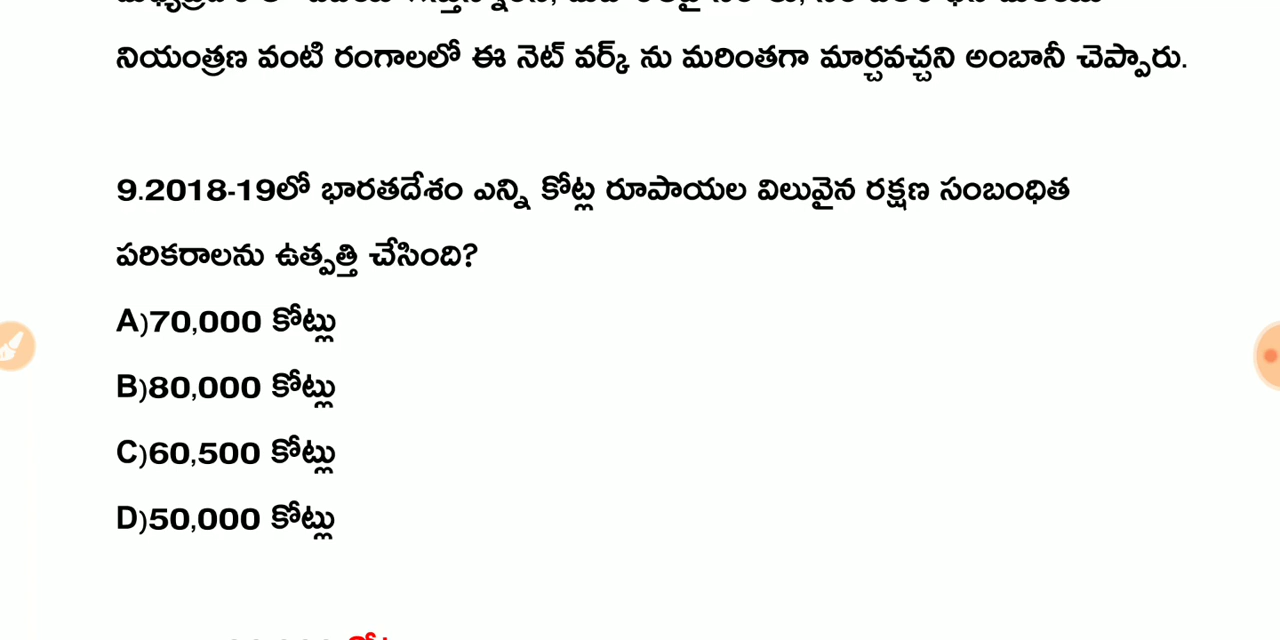 నియంత్రణ వంటి రంగాలలో ఈ నెట్ వర్క్ ను మరింతగా మార్చవచ్చని అంబానీ చెప్పారు.
9.2018-19లో భారతదేశం ఎన్ని కోట్ల రూపాయల విలువైన రక్షణ సంబంధిత
పరికరాలను ఉత్పత్తి చేసింది?
A)70,000 కోట్లు
B)80,000 కోట్లు
C)60,500 కోట్లు
D)50,000 కోట్లు